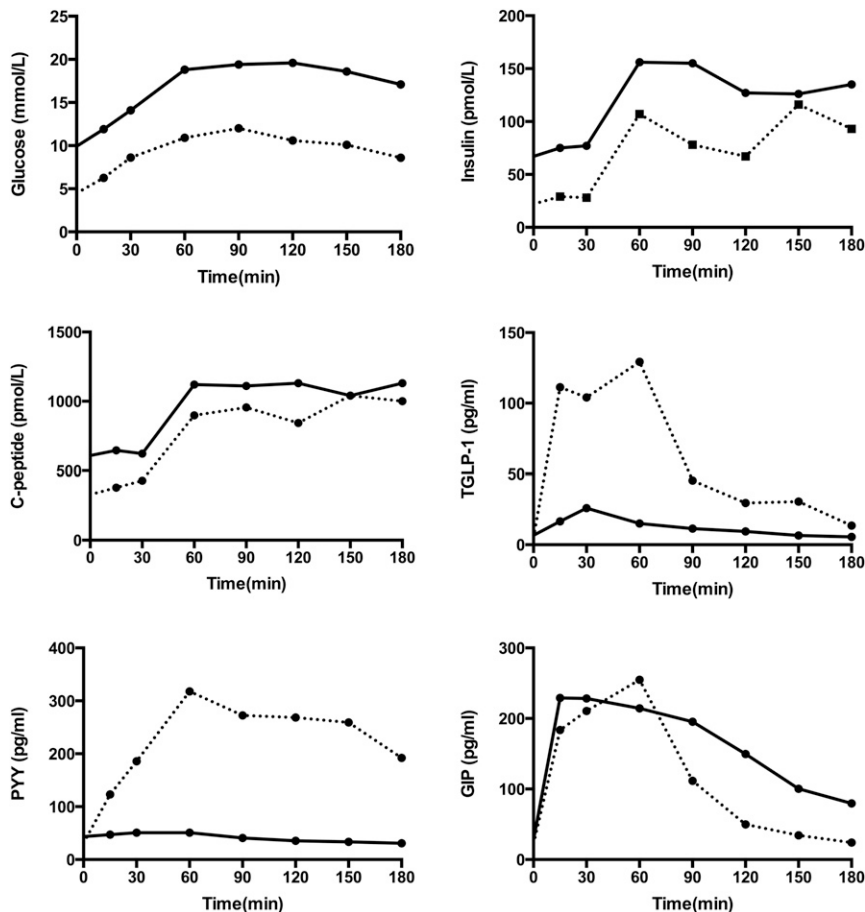 Glucose (mmol/L)
25
20
15
10
5
0
0 30 60 90 120 150 180
Time(min)
Insulin (pmol/L)
200
150
100
50
0
0 30 60 90 120 150 180
Time(min)
C-peptide (pmol/L)
1500
1000
500
0
0 30 60 90 120 150 180
Time(min)
TGLP-1 (pg/ml)
150
100
50
0
0 30 60 90 120 150 180
Time(min)
PYY (pg/ml)
400
300
200
100
0
0 30 60 90 120 150 180
Time(min)
GIP (pg/ml)
300
200
100
0
0 30 60 90 120 150 180
Time(min)